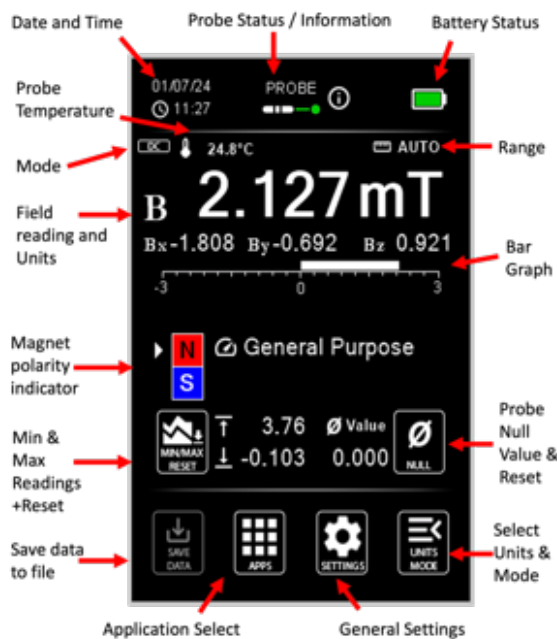 Date and Time
Probe Status / Information
Battery Status
01/07/24
PROBE
11:27
Probe
Temperature
DC
24.8°C
AUTO
Range
Mode
B 2.127 mT
Field
reading and
Units
Bx-1.808 By-0.692 Bz 0.921
Bar
Graph
-3 0 3
Magnet
polarity
indicator
N
S
General Purpose
Min &
Max
Readings
+Reset
MIN/MAX
RESET
3.76
-0.103
Ø Value
0.000
Ø
NULL
Probe
Null
Value &
Reset
Save data
to file
SAVE
DATA
APPS
SETTINGS
UNITS
MODE
Select
Units &
Mode
Application Select
General Settings